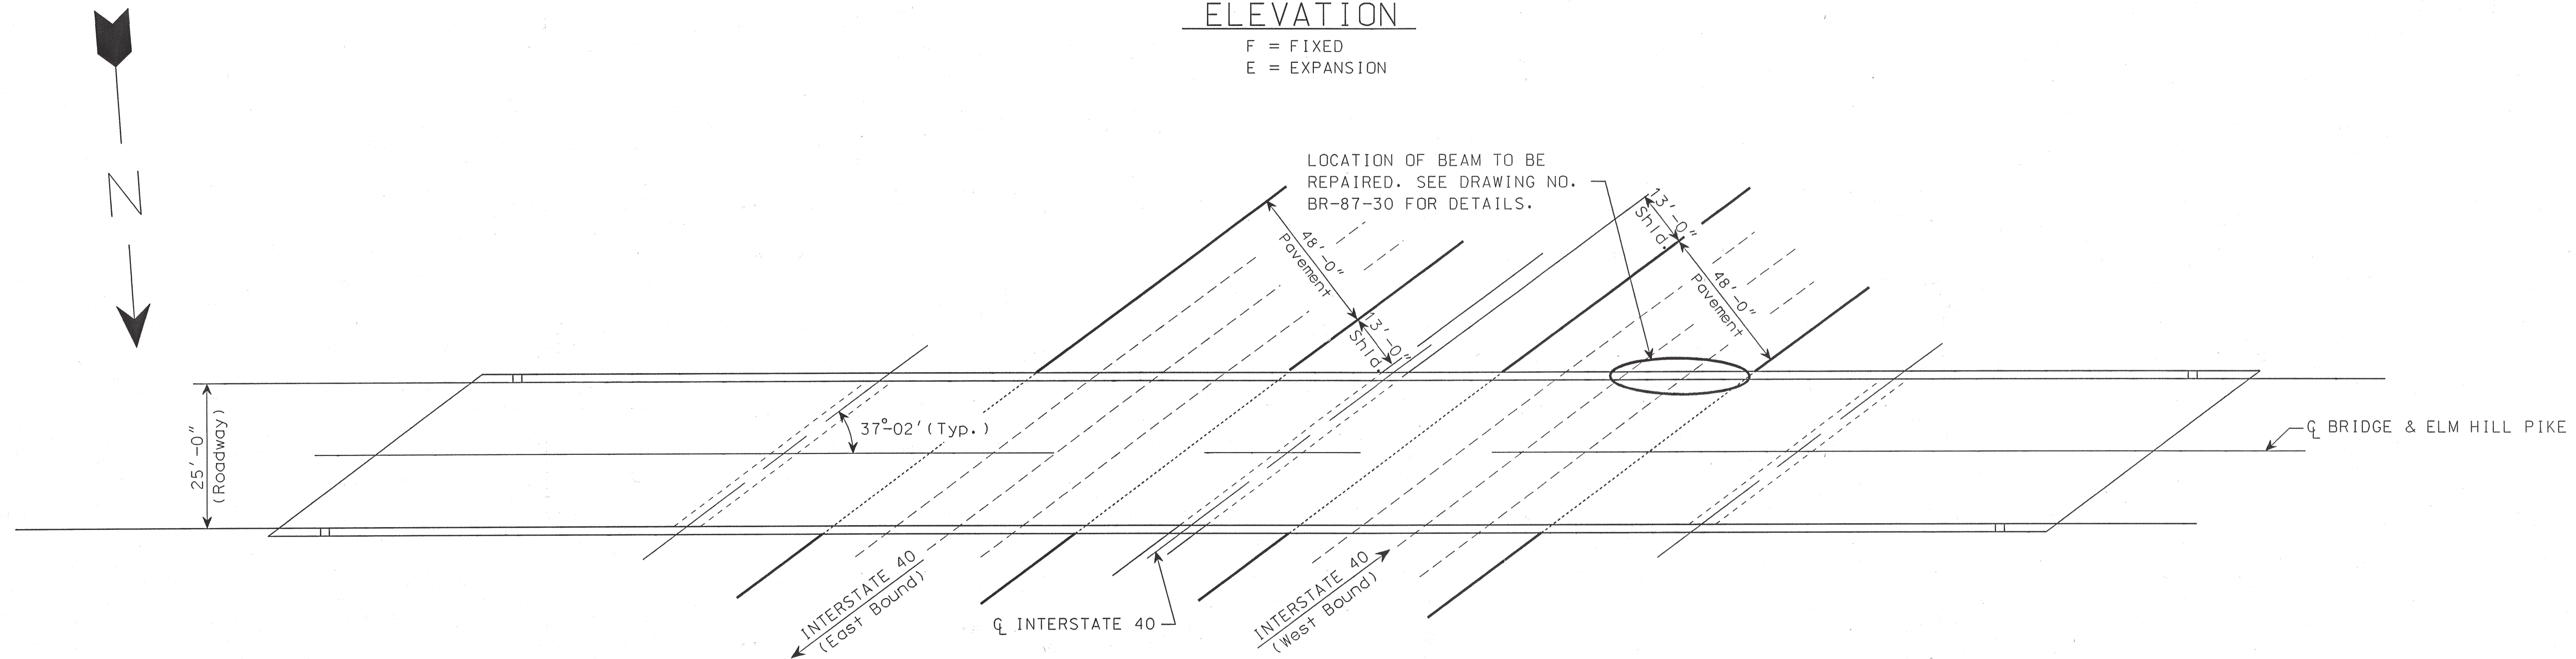 ELEVATION
F = FIXED
E = EXPANSION
N
LOCATION OF BEAM TO BE
REPAIRED. SEE DRAWING NO.
BR-87-30 FOR DETAILS.
48'-0"
Pavement
13'-0"
Shld.
13'-0"
Shld.
48'-0"
Pavement
25'-0"
(Roadway)
37°-02' (Typ.)
℄ BRIDGE & ELM HILL PIKE
INTERSTATE 40
(East Bound)
℄ INTERSTATE 40
INTERSTATE 40
(West Bound)